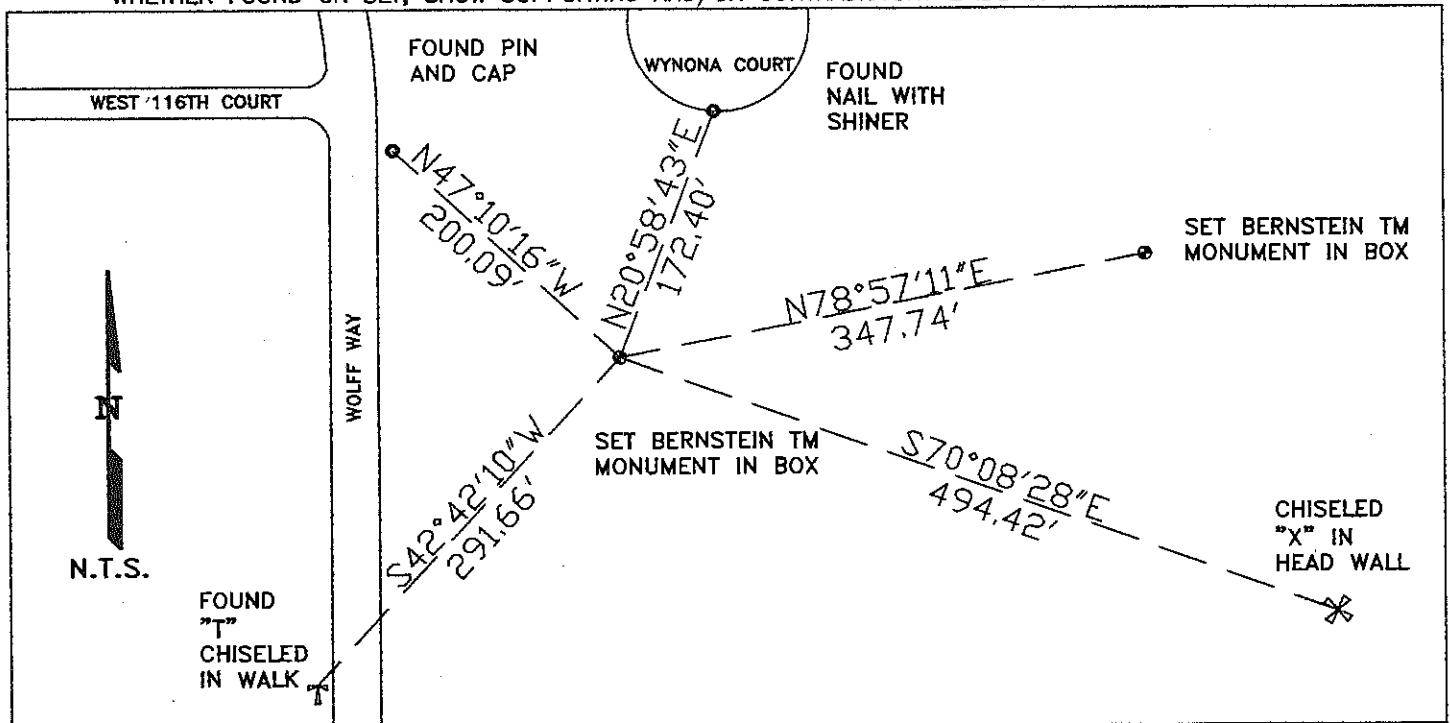 FOUND PIN
AND CAP
WYNONA COURT
FOUND
NAIL WITH
SHINER
WEST 116TH COURT
N47°10'16"W
200.09'
N20°58'43"E
172.40'
SET BERNSTEIN TM
MONUMENT IN BOX
N78°57'11"E
347.74'
WOLFF WAY
N
N.T.S.
SET BERNSTEIN TM
MONUMENT IN BOX
S42°42'10"W
291.66'
S70°08'28"E
494.42'
CHISELED
"X" IN
HEAD WALL
FOUND
"T"
CHISELED
IN WALK
T